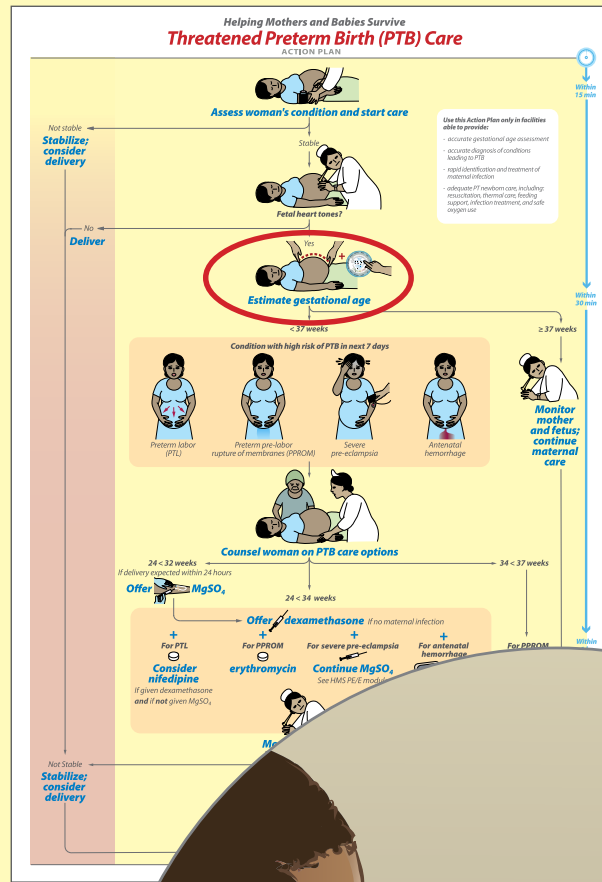 Helping Mothers and Babies Survive
Threatened Preterm Birth (PTB) Care
ACTION PLAN
Within
15 min
Assess woman's condition and start care
Use this Action Plan only in facilities
able to provide:
- accurate gestational age assessment
- accurate diagnosis of conditions
leading to PTB
- rapid identification and treatment of
maternal infection
- adequate PT newborn care, including:
resuscitation, thermal care, feeding
support, infection treatment, and safe
oxygen use
Not stable
Stabilize;
consider
delivery
Stable
Fetal heart tones?
No
Deliver
Yes
+
Estimate gestational age
Within
30 min
< 37 weeks
≥ 37 weeks
Condition with high risk of PTB in next 7 days
Preterm labor
(PTL)
Preterm pre-labor
rupture of membranes (PPROM)
Severe
pre-eclampsia
Antenatal
hemorrhage
Monitor
mother
and fetus;
continue
maternal
care
Counsel woman on PTB care options
24 < 32 weeks
If delivery expected within 24 hours
34 < 37 weeks
Offer MgSO₄
24 < 34 weeks
Offer dexamethasone If no maternal infection
+ + + +
For PTL
Consider
nifedipine
If given dexamethasone
and if not given MgSO₄
For PPROM
erythromycin
For severe pre-eclampsia
Continue MgSO₄
See HMS PE/E module
For antenatal
hemorrhage
For PPROM
Within
Not Stable
Stabilize;
consider
delivery